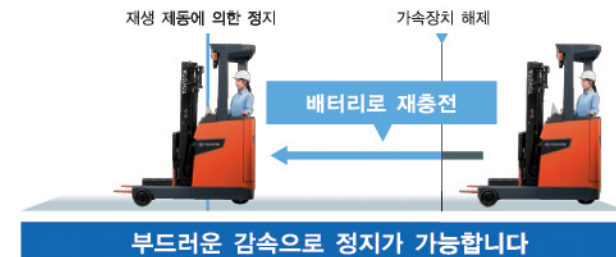 재생 제동에 의한 정지
가속장치 해제
배터리로 재충전
TOYOTA
TOYOTA
부드러운 감속으로 정지가 가능합니다